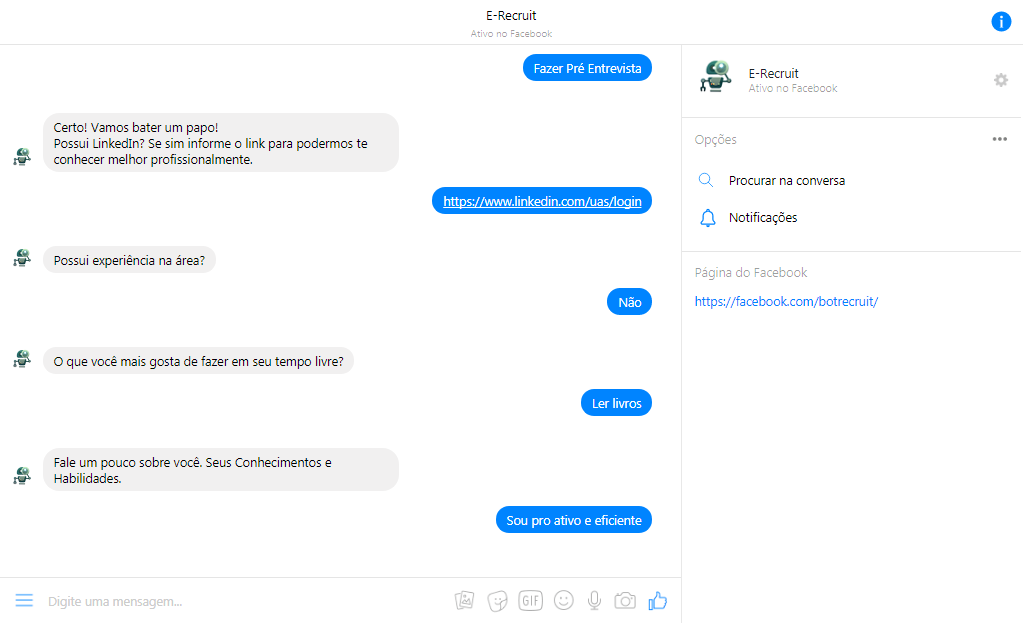 E-Recruit
Ativo no Facebook
Fazer Pré Entrevista
Certo! Vamos bater um papo!
Possui LinkedIn? Se sim informe o link para podermos te
conhecer melhor profissionalmente.
https://www.linkedin.com/uas/login
Possui experiência na área?
Não
O que você mais gosta de fazer em seu tempo livre?
Ler livros
Fale um pouco sobre você. Seus Conhecimentos e
Habilidades.
Sou pro ativo e eficiente
Digite uma mensagem...
GIF
E-Recruit
Ativo no Facebook
Opções
Procurar na conversa
Notificações
Página do Facebook
https://facebook.com/botrecruit/